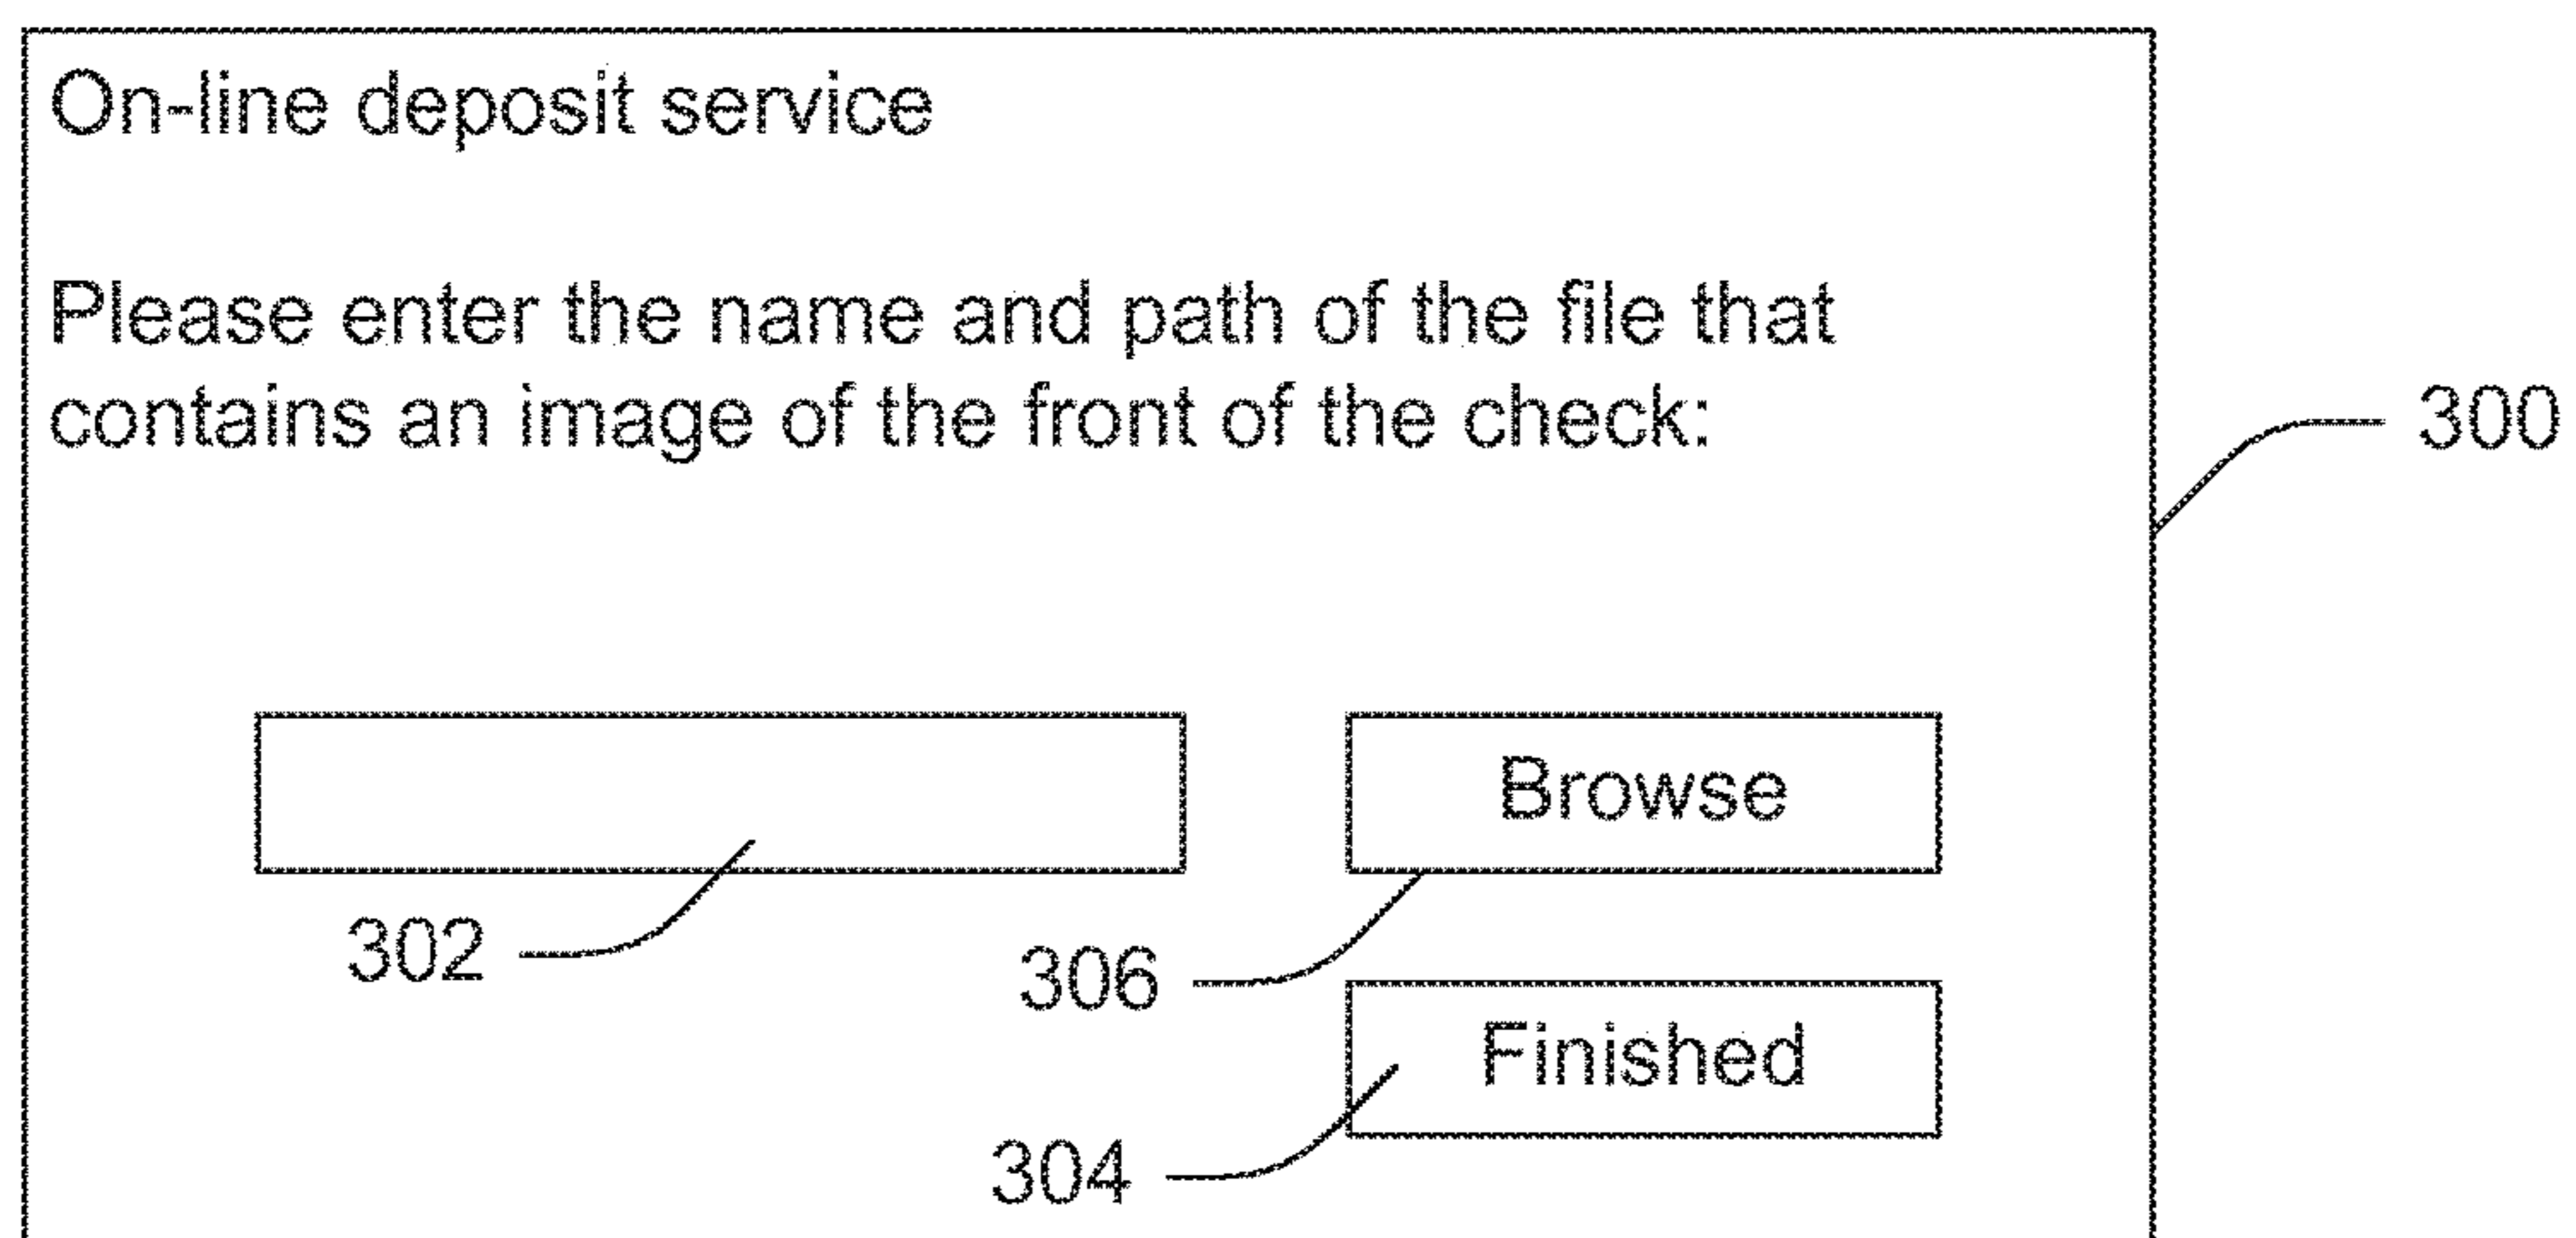 On-line deposit service
Please enter the name and path of the file that
contains an image of the front of the check:
300
Browse
302
306
Finished
304